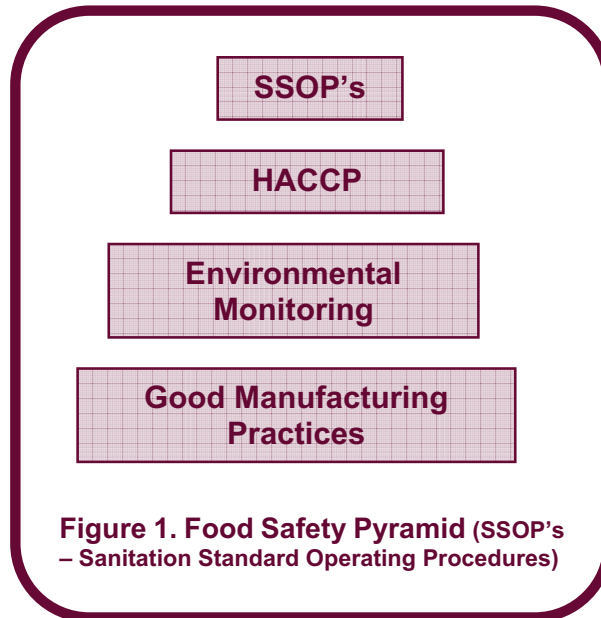 SSOP’s
HACCP
Environmental
Monitoring
Good Manufacturing
Practices
Figure 1. Food Safety Pyramid (SSOP’s
– Sanitation Standard Operating Procedures)